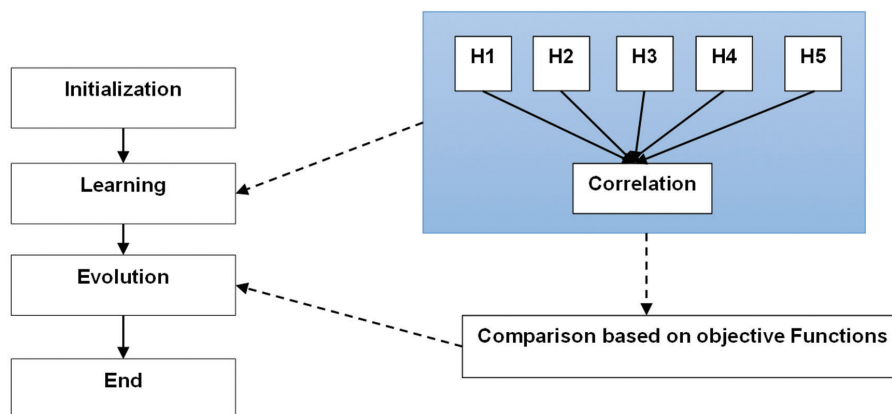 Initialization
Learning
Evolution
End
H1 H2 H3 H4 H5
Correlation
Comparison based on objective Functions